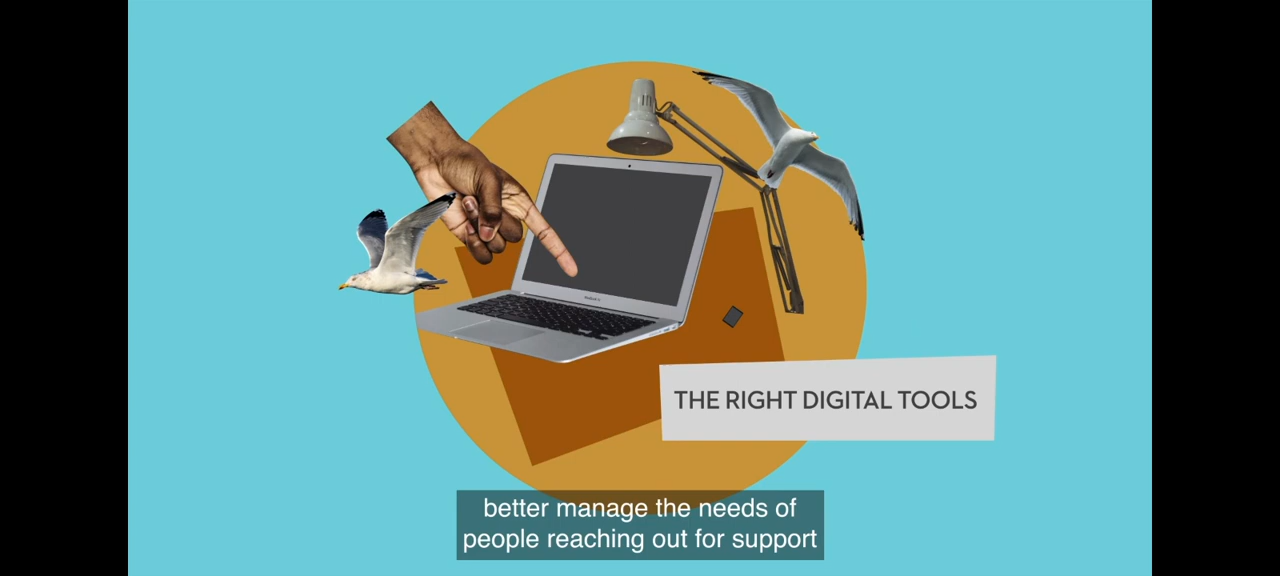 THE RIGHT DIGITAL TOOLS
better manage the needs of
people reaching out for support